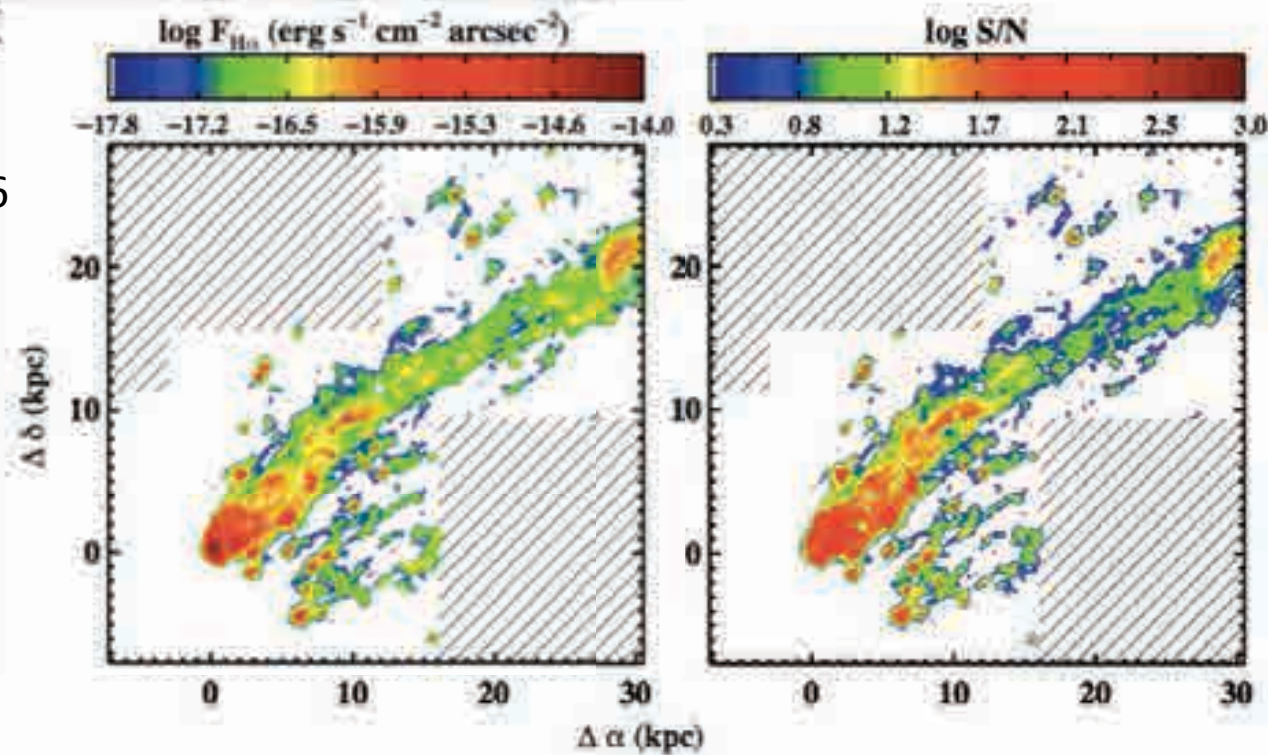 log F_Hα (erg s⁻¹ cm⁻² arcsec⁻²)
−17.8 −17.2 −16.5 −15.9 −15.3 −14.6 −14.0
log S/N
0.3 0.8 1.2 1.7 2.1 2.5 3.0
6
Δ δ (kpc)
20
10
0
0 10 20 30
20
10
0
0 10 20 30
Δ α (kpc)